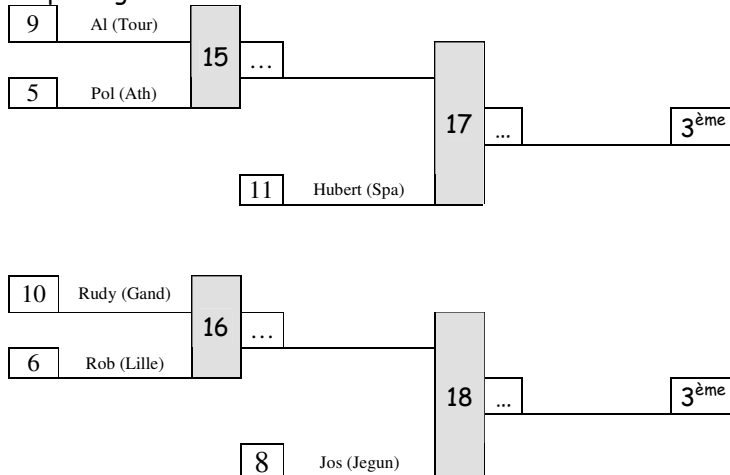 9 Al (Tour)
15 ...
5 Pol (Ath)
17 ... 3ème
11 Hubert (Spa)
10 Rudy (Gand)
16 ...
6 Rob (Lille)
18 ... 3ème
8 Jos (Jegun)